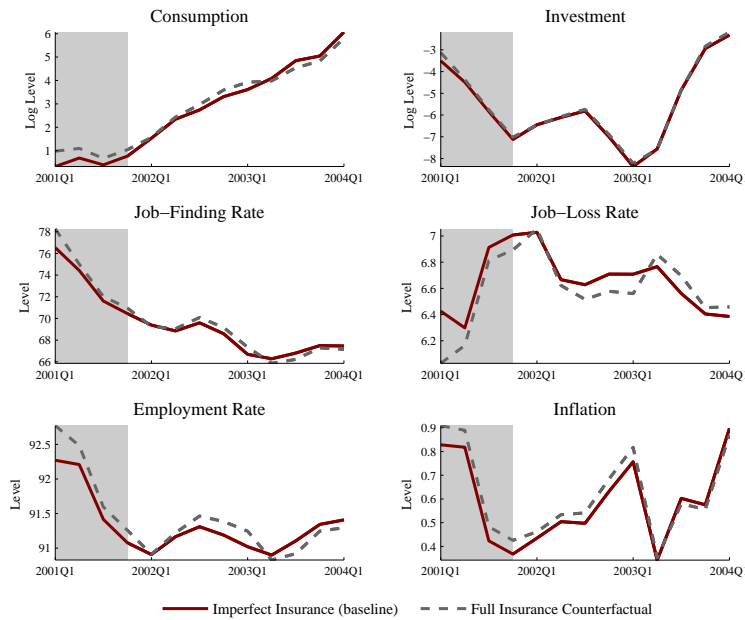 Consumption
Log Level
6
5
4
3
2
1
2001Q1 2002Q1 2003Q1 2004Q1
Investment
Log Level
−3
−4
−5
−6
−7
−8
2001Q1 2002Q1 2003Q1 2004Q1
Job−Finding Rate
Level
78
76
74
72
70
68
66
2001Q1 2002Q1 2003Q1 2004Q1
Job−Loss Rate
Level
7
6.8
6.6
6.4
6.2
2001Q1 2002Q1 2003Q1 2004Q1
Employment Rate
Level
92.5
92
91.5
91
2001Q1 2002Q1 2003Q1 2004Q1
Inflation
Level
0.9
0.8
0.7
0.6
0.5
0.4
2001Q1 2002Q1 2003Q1 2004Q1
Imperfect Insurance (baseline) Full Insurance Counterfactual